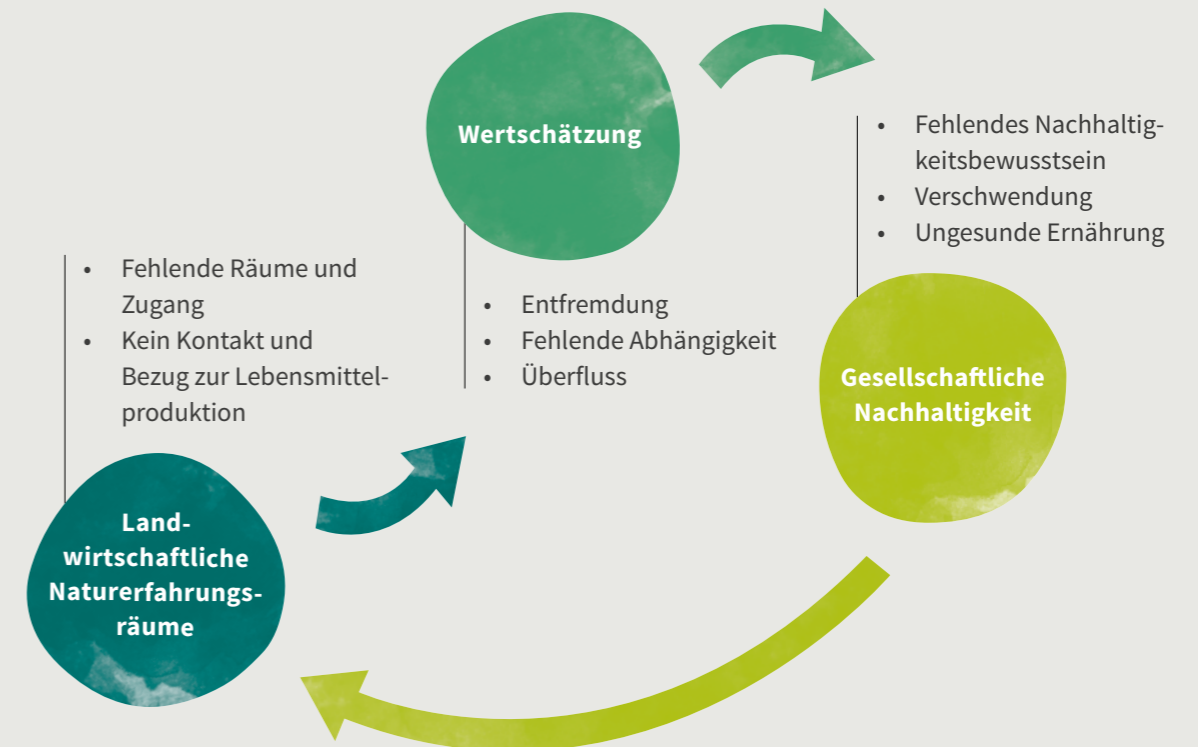 Wertschätzung
• Entfremdung
• Fehlende Abhängigkeit
• Überfluss
• Fehlendes Nachhaltig-
keitsbewusstsein
• Verschwendung
• Ungesunde Ernährung
Gesellschaftliche
Nachhaltigkeit
• Fehlende Räume und
Zugang
• Kein Kontakt und
Bezug zur Lebensmittel-
produktion
Land-
wirtschaftliche
Naturerfahrungs-
räume